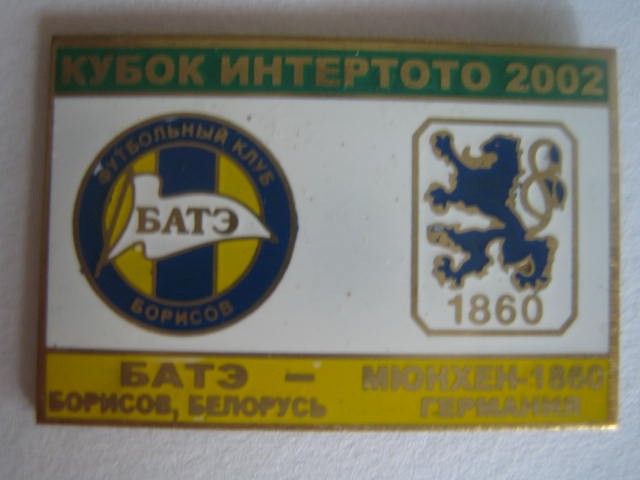 КУБОК ИНТЕРТОТО 2002
ФУТБОЛЬНЫЙ КЛУБ
БАТЭ
БОРИСОВ
1860
БАТЭ – МЮНХЕН-1860
БОРИСОВ, БЕЛОРУСЬ ГЕРМАНИЯ